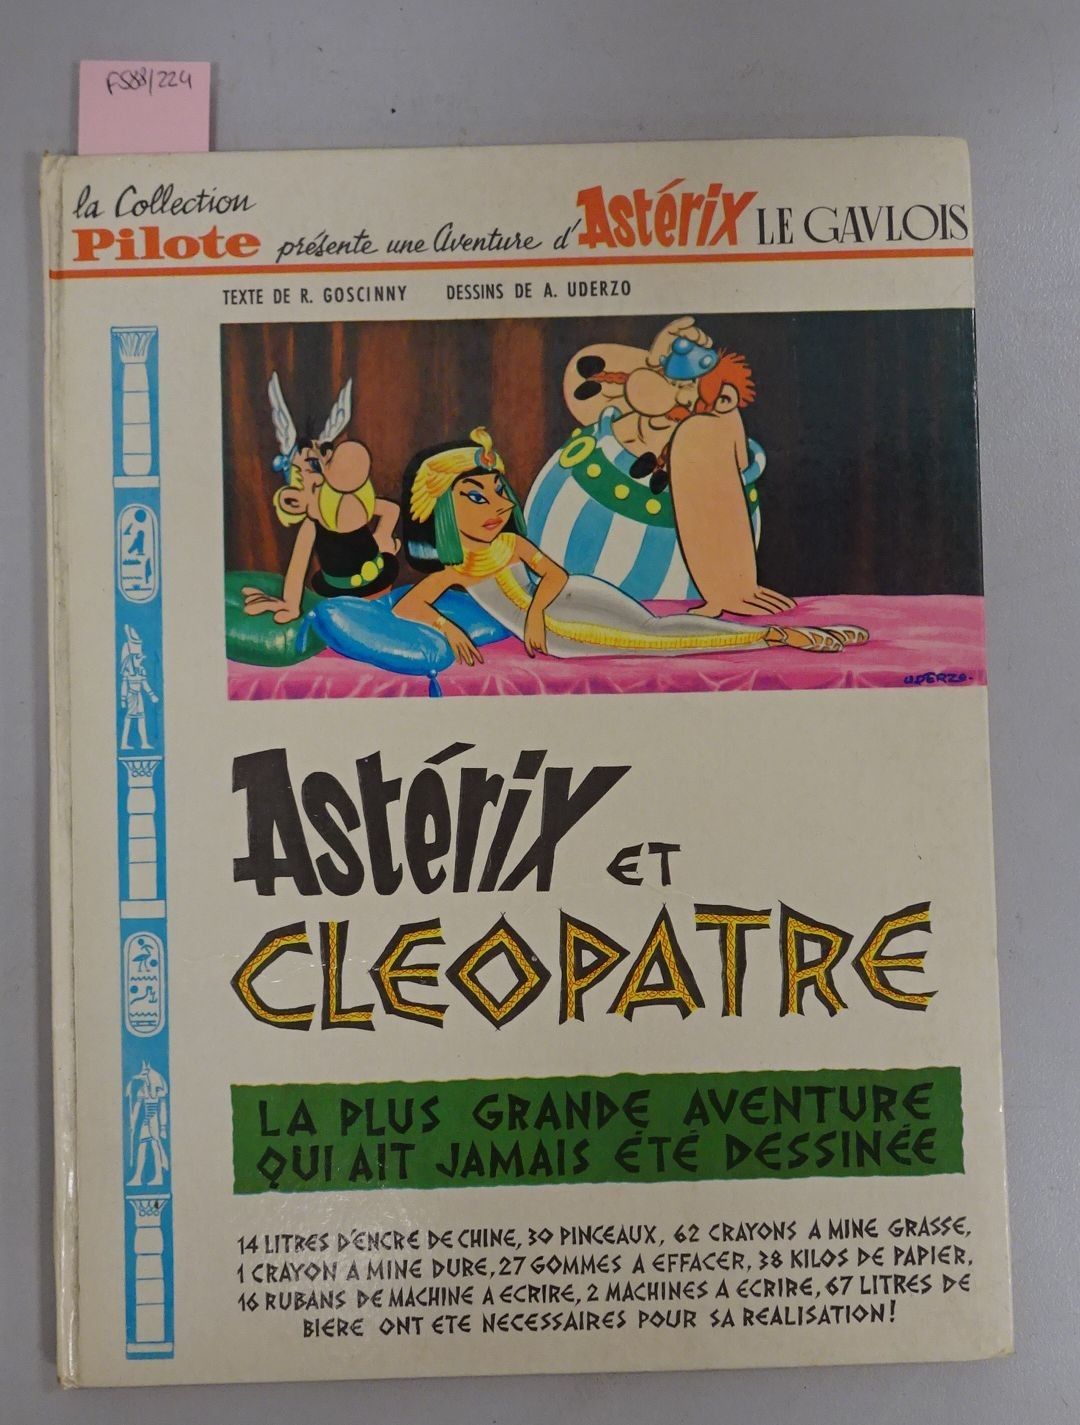 FS88/224
la Collection
Pilote présente une Aventure d'Astérix LE GAVLOIS
TEXTE DE R. GOSCINNY DESSINS DE A. UDERZO
UDERZO-
Astérix ET
CLEOPATRE
LA PLUS GRANDE AVENTURE
QUI AIT JAMAIS ÉTÉ DESSINÉE
14 LITRES D'ENCRE DE CHINE, 30 PINCEAUX, 62 CRAYONS A MINE GRASSE,
1 CRAYON A MINE DURE, 27 GOMMES A EFFACER, 38 KILOS DE PAPIER,
16 RUBANS DE MACHINE A ECRIRE, 2 MACHINES A ECRIRE, 67 LITRES DE
BIERE ONT ETE NECESSAIRES POUR SA REALISATION!